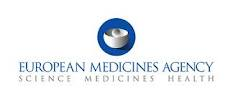 EUROPEAN MEDICINES AGENCY
SCIENCE MEDICINES HEALTH